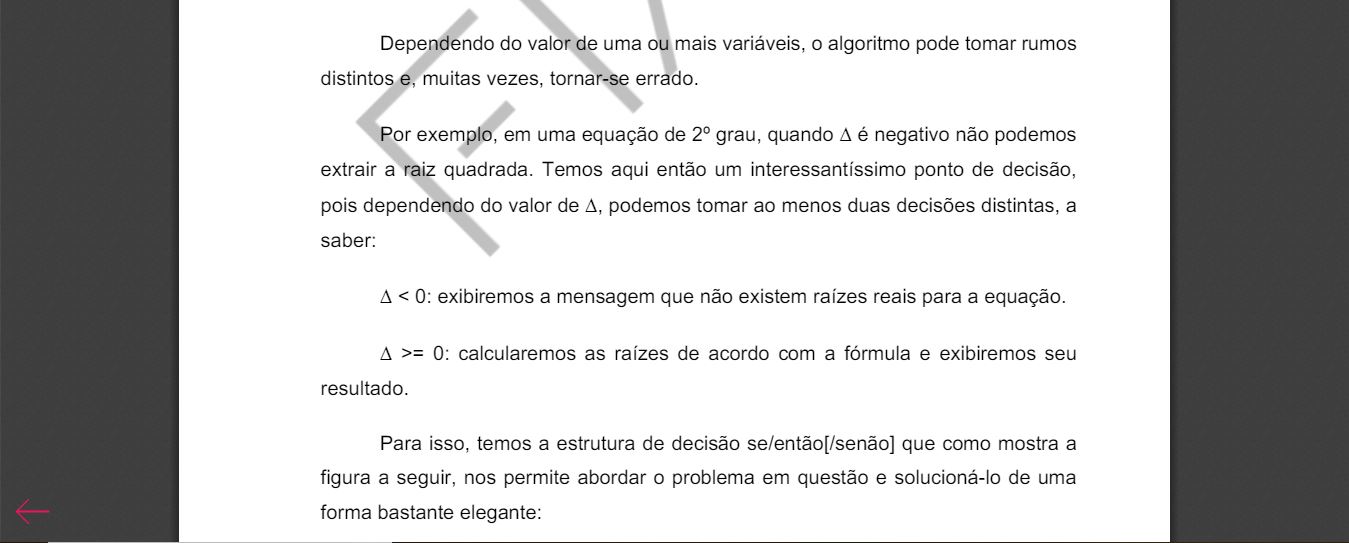 Dependendo do valor de uma ou mais variáveis, o algoritmo pode tomar rumos
distintos e, muitas vezes, tornar-se errado.
Por exemplo, em uma equação de 2º grau, quando Δ é negativo não podemos
extrair a raiz quadrada. Temos aqui então um interessantíssimo ponto de decisão,
pois dependendo do valor de Δ, podemos tomar ao menos duas decisões distintas, a
saber:
Δ < 0: exibiremos a mensagem que não existem raízes reais para a equação.
Δ >= 0: calcularemos as raízes de acordo com a fórmula e exibiremos seu
resultado.
Para isso, temos a estrutura de decisão se/então[/senão] que como mostra a
figura a seguir, nos permite abordar o problema em questão e solucioná-lo de uma
forma bastante elegante: